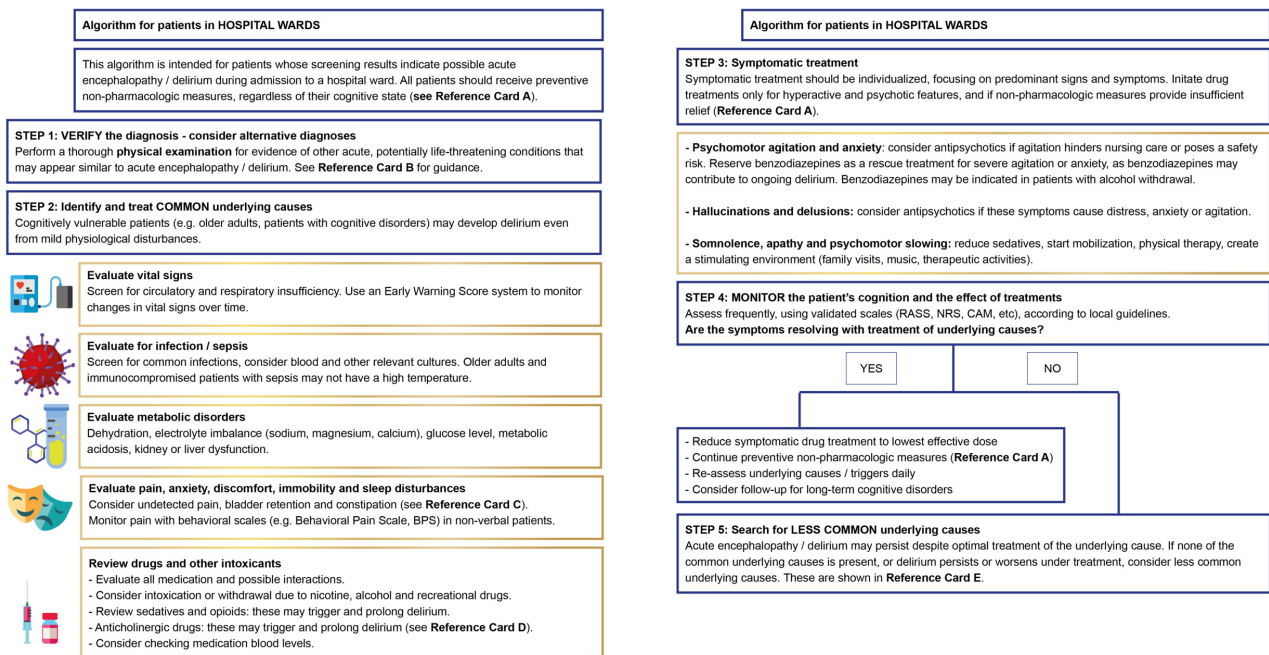 Algorithm for patients in HOSPITAL WARDS
This algorithm is intended for patients whose screening results indicate possible acute
encephalopathy / delirium during admission to a hospital ward. All patients should receive preventive
non-pharmacologic measures, regardless of their cognitive state (see Reference Card A).
STEP 1: VERIFY the diagnosis - consider alternative diagnoses
Perform a thorough physical examination for evidence of other acute, potentially life-threatening conditions that
may appear similar to acute encephalopathy / delirium. See Reference Card B for guidance.
STEP 2: Identify and treat COMMON underlying causes
Cognitively vulnerable patients (e.g. older adults, patients with cognitive disorders) may develop delirium even
from mild physiological disturbances.
Evaluate vital signs
Screen for circulatory and respiratory insufficiency. Use an Early Warning Score system to monitor
changes in vital signs over time.
Evaluate for infection / sepsis
Screen for common infections, consider blood and other relevant cultures. Older adults and
immunocompromised patients with sepsis may not have a high temperature.
Evaluate metabolic disorders
Dehydration, electrolyte imbalance (sodium, magnesium, calcium), glucose level, metabolic
acidosis, kidney or liver dysfunction.
Evaluate pain, anxiety, discomfort, immobility and sleep disturbances
Consider undetected pain, bladder retention and constipation (see Reference Card C).
Monitor pain with behavioral scales (e.g. Behavioral Pain Scale, BPS) in non-verbal patients.
Review drugs and other intoxicants
- Evaluate all medication and possible interactions.
- Consider intoxication or withdrawal due to nicotine, alcohol and recreational drugs.
- Review sedatives and opioids: these may trigger and prolong delirium.
- Anticholinergic drugs: these may trigger and prolong delirium (see Reference Card D).
- Consider checking medication blood levels.
Algorithm for patients in HOSPITAL WARDS
STEP 3: Symptomatic treatment
Symptomatic treatment should be individualized, focusing on predominant signs and symptoms. Initate drug
treatments only for hyperactive and psychotic features, and if non-pharmacologic measures provide insufficient
relief (Reference Card A).
- Psychomotor agitation and anxiety: consider antipsychotics if agitation hinders nursing care or poses a safety
risk. Reserve benzodiazepines as a rescue treatment for severe agitation or anxiety, as benzodiazepines may
contribute to ongoing delirium. Benzodiazepines may be indicated in patients with alcohol withdrawal.
- Hallucinations and delusions: consider antipsychotics if these symptoms cause distress, anxiety or agitation.
- Somnolence, apathy and psychomotor slowing: reduce sedatives, start mobilization, physical therapy, create
a stimulating environment (family visits, music, therapeutic activities).
STEP 4: MONITOR the patient's cognition and the effect of treatments
Assess frequently, using validated scales (RASS, NRS, CAM, etc), according to local guidelines.
Are the symptoms resolving with treatment of underlying causes?
YES
NO
- Reduce symptomatic drug treatment to lowest effective dose
- Continue preventive non-pharmacologic measures (Reference Card A)
- Re-assess underlying causes / triggers daily
- Consider follow-up for long-term cognitive disorders
STEP 5: Search for LESS COMMON underlying causes
Acute encephalopathy / delirium may persist despite optimal treatment of the underlying cause. If none of the
common underlying causes is present, or delirium persists or worsens under treatment, consider less common
underlying causes. These are shown in Reference Card E.